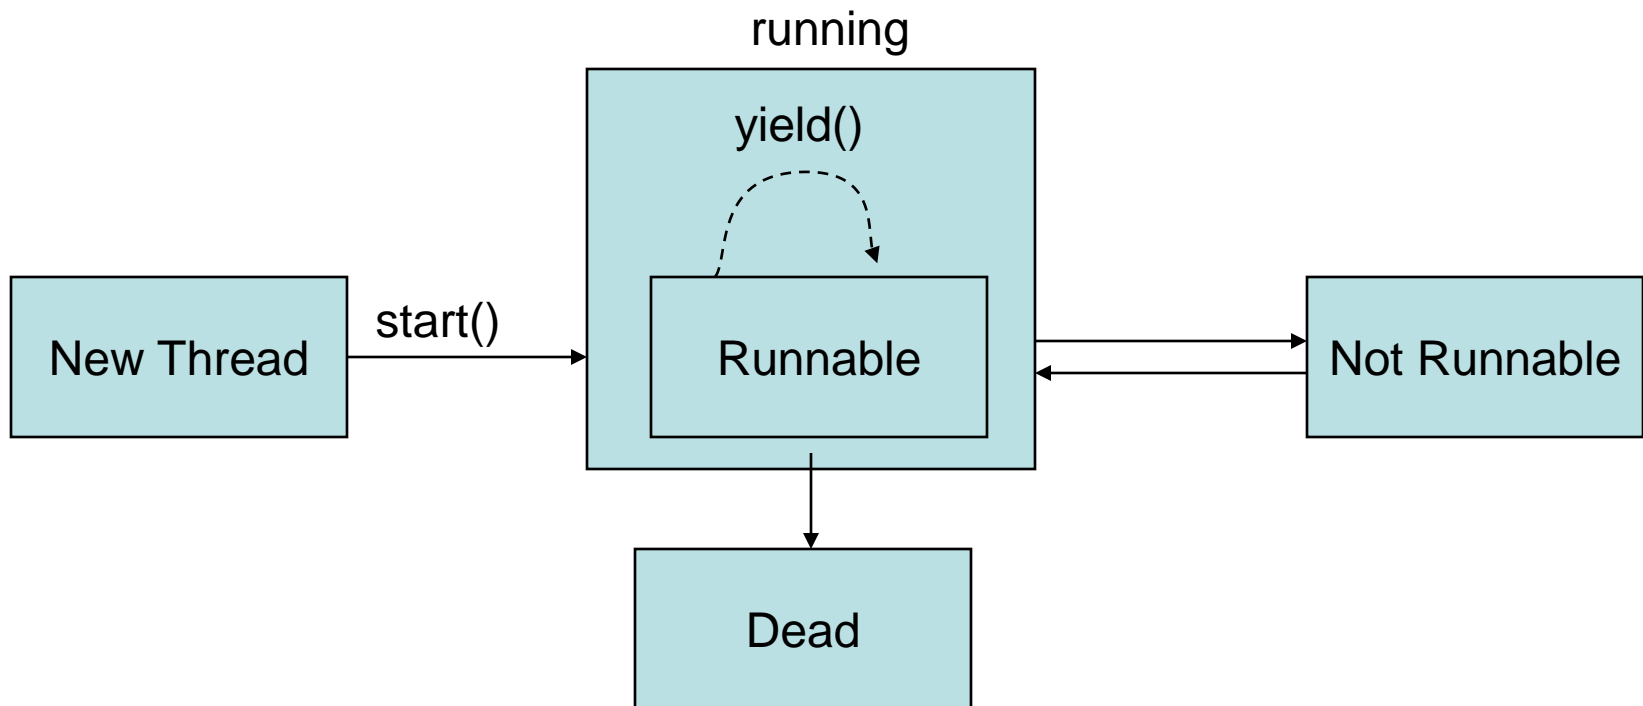 running
yield()
New Thread
start()
Runnable
Not Runnable
Dead